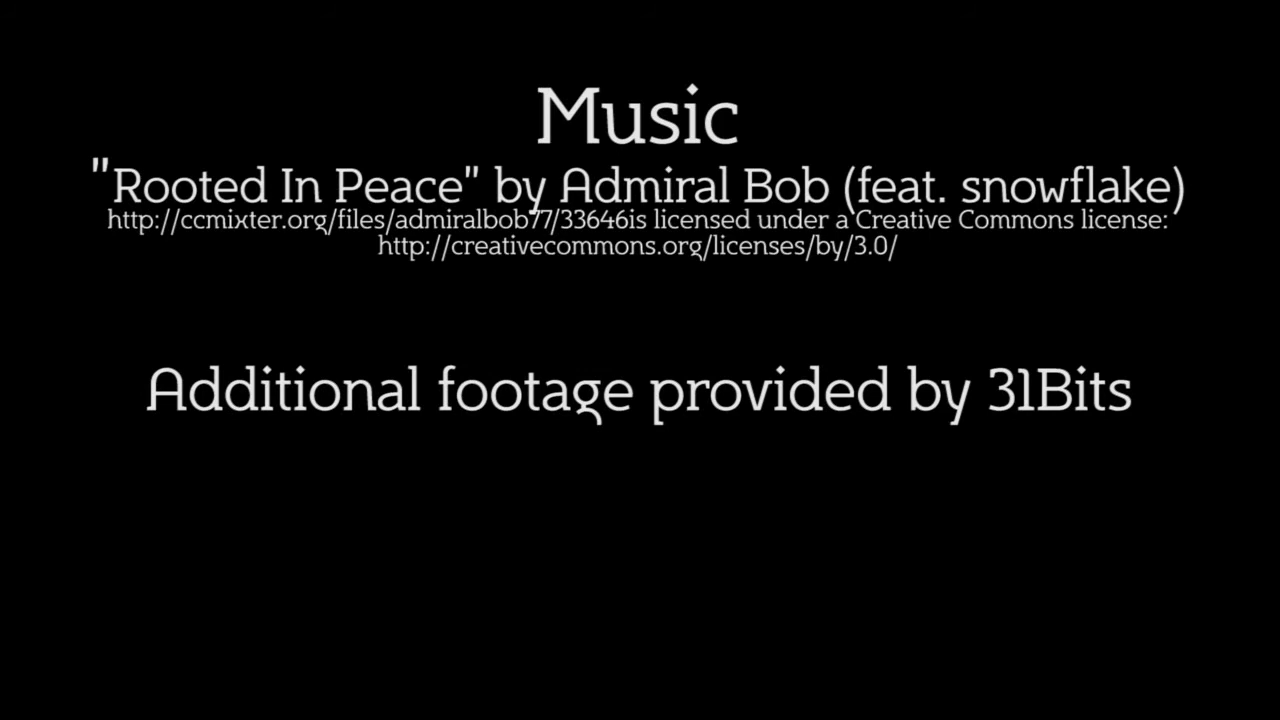 Music
"Rooted In Peace" by Admiral Bob (feat. snowflake)
http://ccmixter.org/files/admiralbob77/33646is licensed under a Creative Commons license:
http://creativecommons.org/licenses/by/3.0/
Additional footage provided by 31Bits